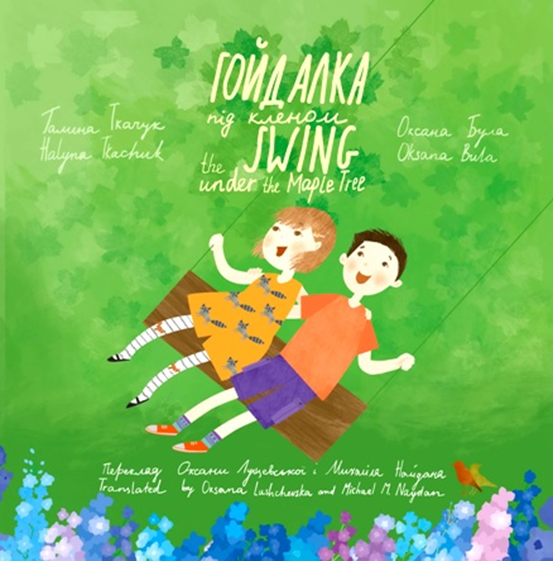 ГОЙДАЛКА
під кленом
the SWING
under the Maple Tree
Галина Ткачук
Halyna Tkachuk
Оксана Була
Oksana Bula
Переклад Оксани Лущевської і Михайла Найдана
Translated by Oksana Lushchevska and Michael M. Naydan